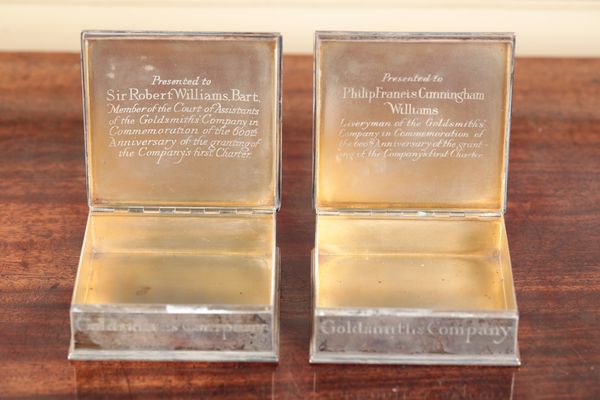 Presented to
Sir Robert Williams, Bart.
Member of the Court of Assistants
of the Goldsmiths' Company in
Commemoration of the 600th
Anniversary of the granting of
the Company's first Charter.
Goldsmiths Company
Presented to
Philip Francis Cunningham
Williams
Liveryman of the Goldsmiths'
Company in Commemoration of
the 600th Anniversary of the grant-
ing of the Company's first Charter.
Goldsmiths Company